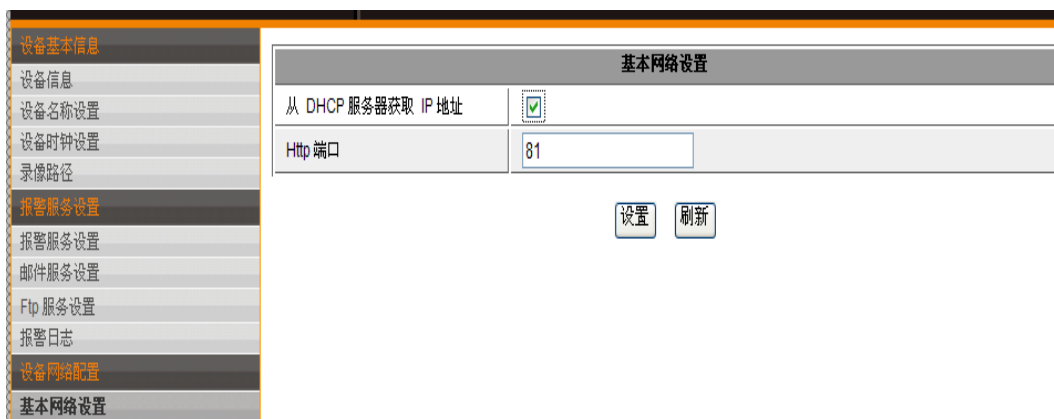 设备基本信息
设备信息
设备名称设置
设备时钟设置
录像路径
报警服务设置
报警服务设置
邮件服务设置
Ftp 服务设置
报警日志
设备网络配置
基本网络设置
基本网络设置
从 DHCP 服务器获取 IP 地址
Http 端口 81
设置 刷新